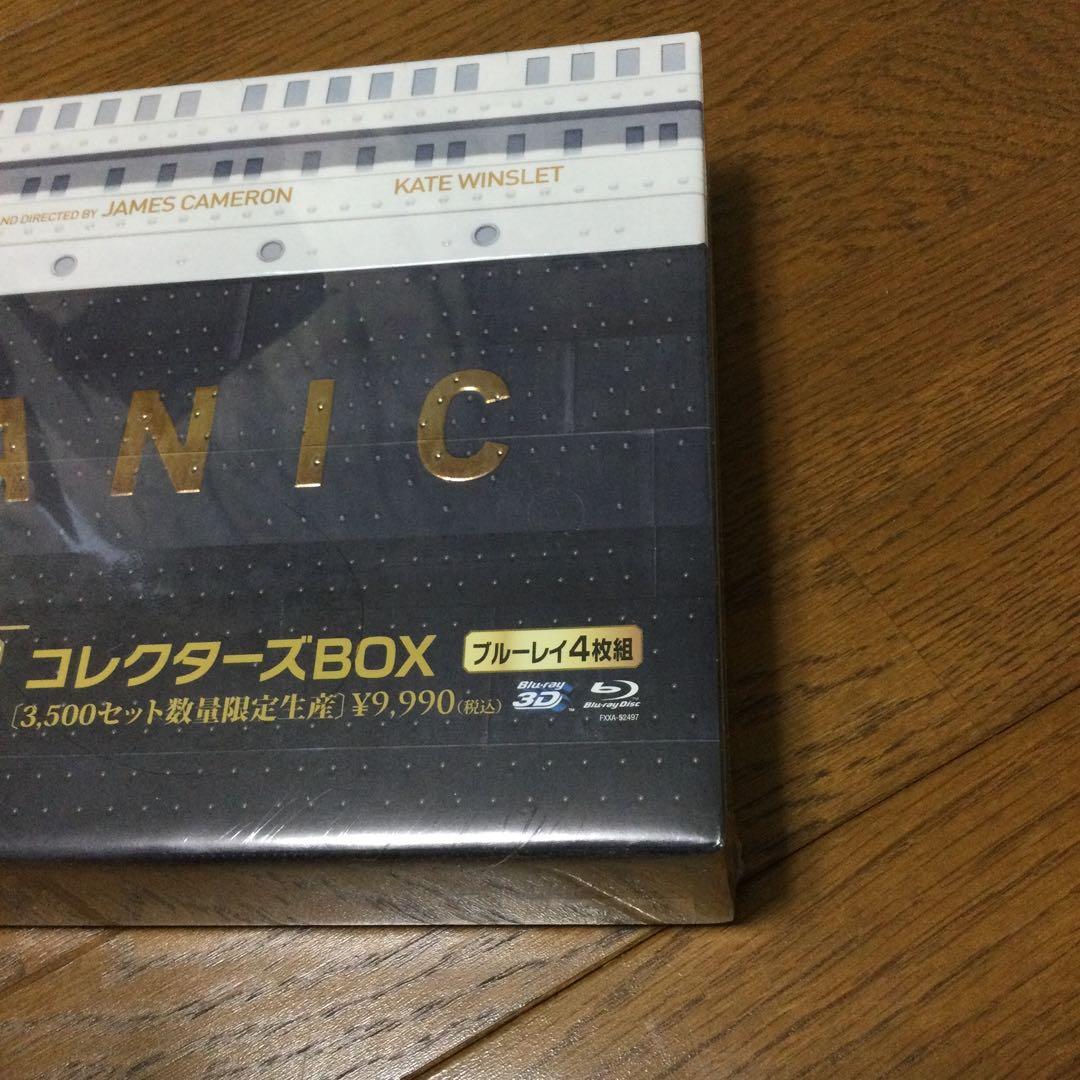 AND DIRECTED BY JAMES CAMERON
KATE WINSLET
ANIC
コレクターズBOX
ブルーレイ4枚組
[3,500セット数量限定生産]¥9,990(税込)
Blu-ray 3D™
Blu-ray Disc
FXXA-52497